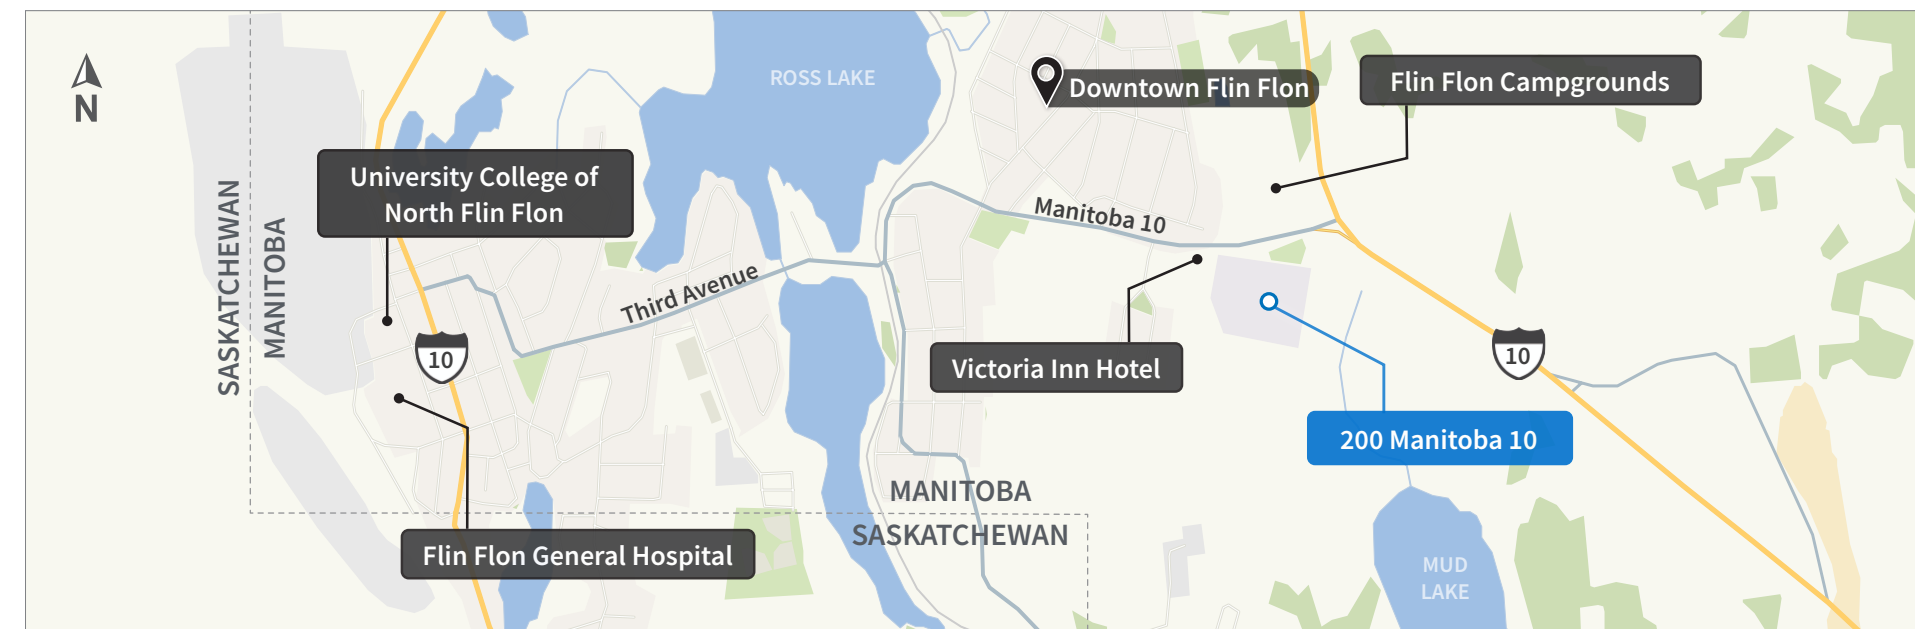 N
ROSS LAKE
Downtown Flin Flon
Flin Flon Campgrounds
University College of
North Flin Flon
SASKATCHEWAN
MANITOBA
Manitoba 10
Third Avenue
10
Victoria Inn Hotel
10
200 Manitoba 10
MANITOBA
SASKATCHEWAN
Flin Flon General Hospital
MUD
LAKE